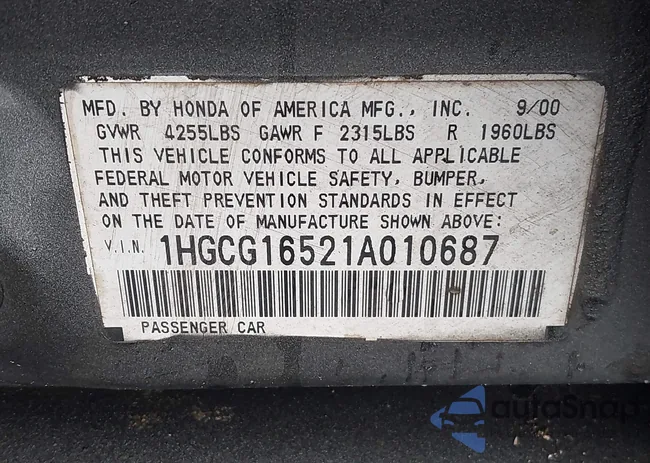 MFD. BY HONDA OF AMERICA MFG., INC. 9/00
GVWR 4255LBS GAWR F 2315LBS R 1960LBS
THIS VEHICLE CONFORMS TO ALL APPLICABLE
FEDERAL MOTOR VEHICLE SAFETY, BUMPER,
AND THEFT PREVENTION STANDARDS IN EFFECT
ON THE DATE OF MANUFACTURE SHOWN ABOVE:
V.I.N. 1HGCG16521A010687
PASSENGER CAR
autoSnap